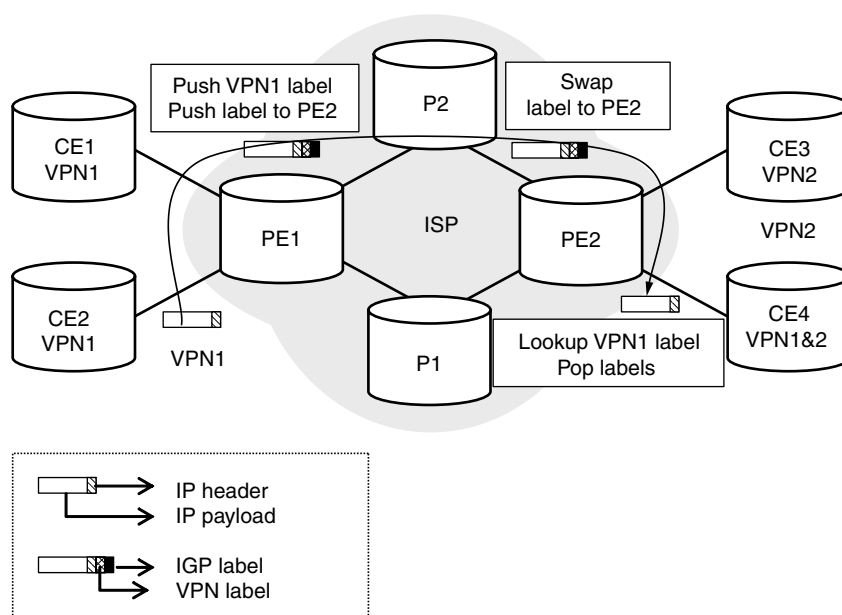 Push VPN1 label
Push label to PE2
P2
Swap
label to PE2
CE1
VPN1
CE3
VPN2
PE1
ISP
PE2
VPN2
CE2
VPN1
VPN1
P1
Lookup VPN1 label
Pop labels
CE4
VPN1&2
IP header
IP payload
IGP label
VPN label